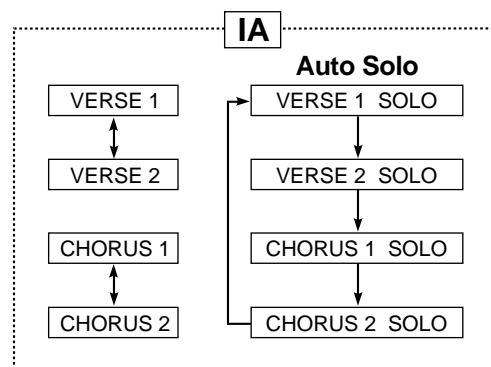 IA
Auto Solo
VERSE 1
VERSE 2
CHORUS 1
CHORUS 2
VERSE 1 SOLO
VERSE 2 SOLO
CHORUS 1 SOLO
CHORUS 2 SOLO